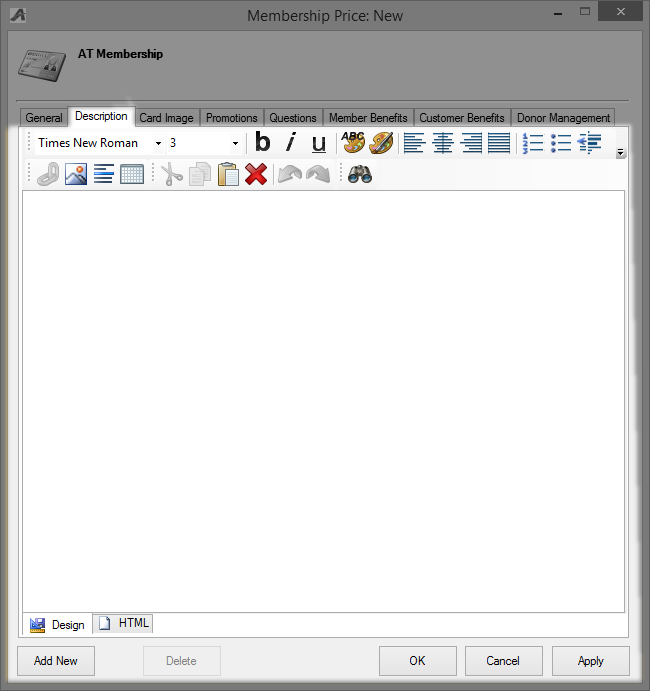 Membership Price: New
AT Membership
General Description Card Image Promotions Questions Member Benefits Customer Benefits Donor Management
Times New Roman 3 b i u ABC
Design HTML
Add New Delete OK Cancel Apply